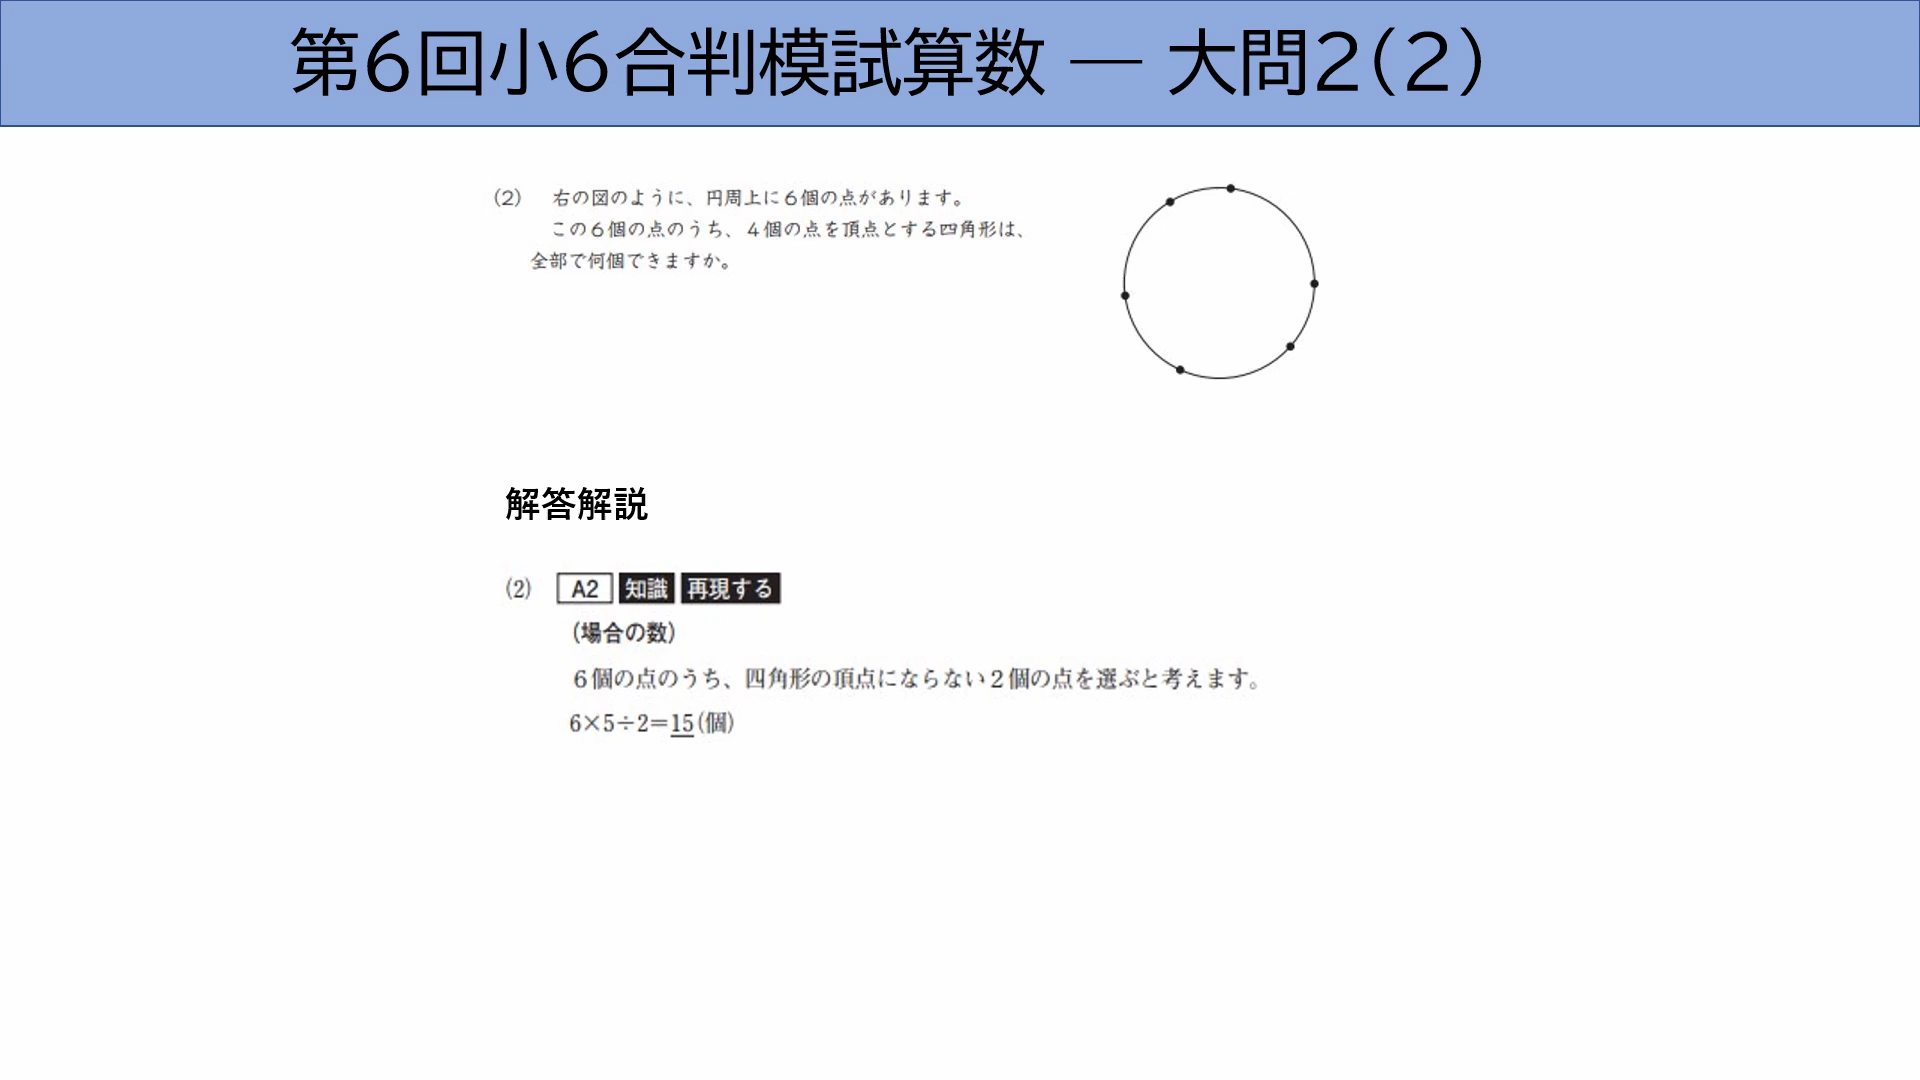 第6回小6合判模試算数 ― 大問2(2)
(2) 右の図のように、円周上に6個の点があります。
この6個の点のうち、4個の点を頂点とする四角形は、
全部で何個できますか。
解答解説
(2) A2 知識 再現する
(場合の数)
6個の点のうち、四角形の頂点にならない2個の点を選ぶと考えます。
6×5÷2=15(個)